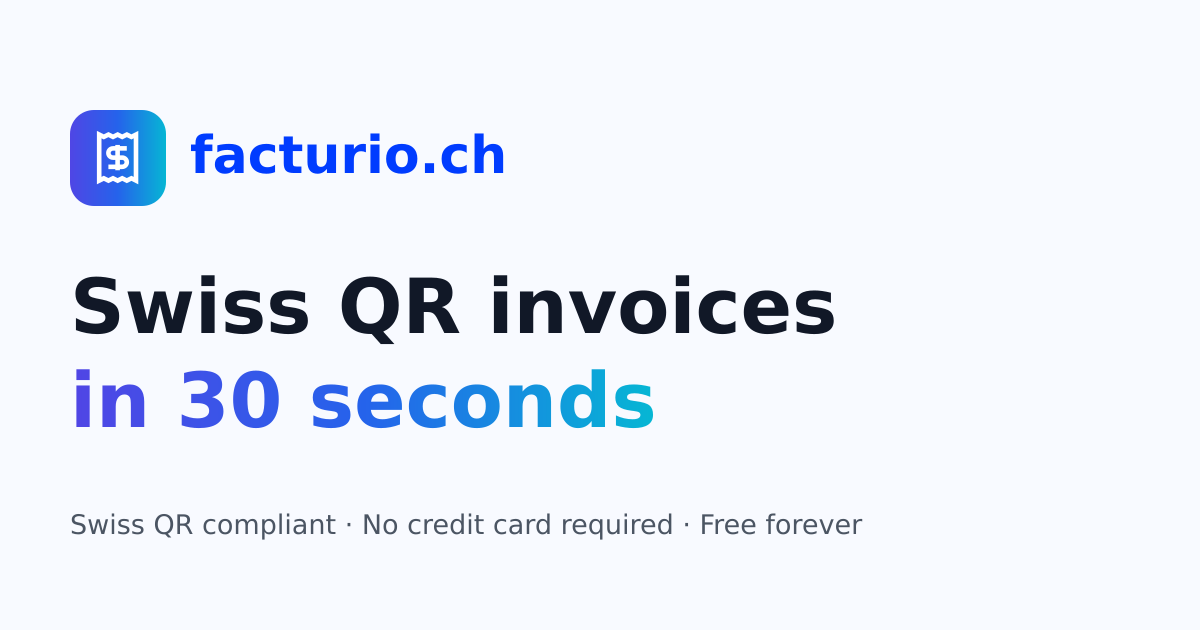 facturio.ch
Swiss QR invoices
in 30 seconds
Swiss QR compliant · No credit card required · Free forever